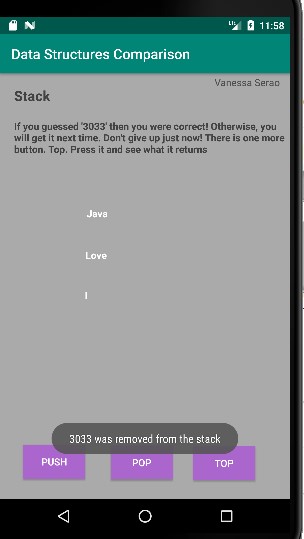 LTE 11:58
Data Structures Comparison
Vanessa Serao
Stack
If you guessed '3033' then you were correct! Otherwise, you
will get it next time. Don't give up just now! There is one more
button. Top. Press it and see what it returns
Java
Love
I
3033 was removed from the stack
PUSH POP TOP